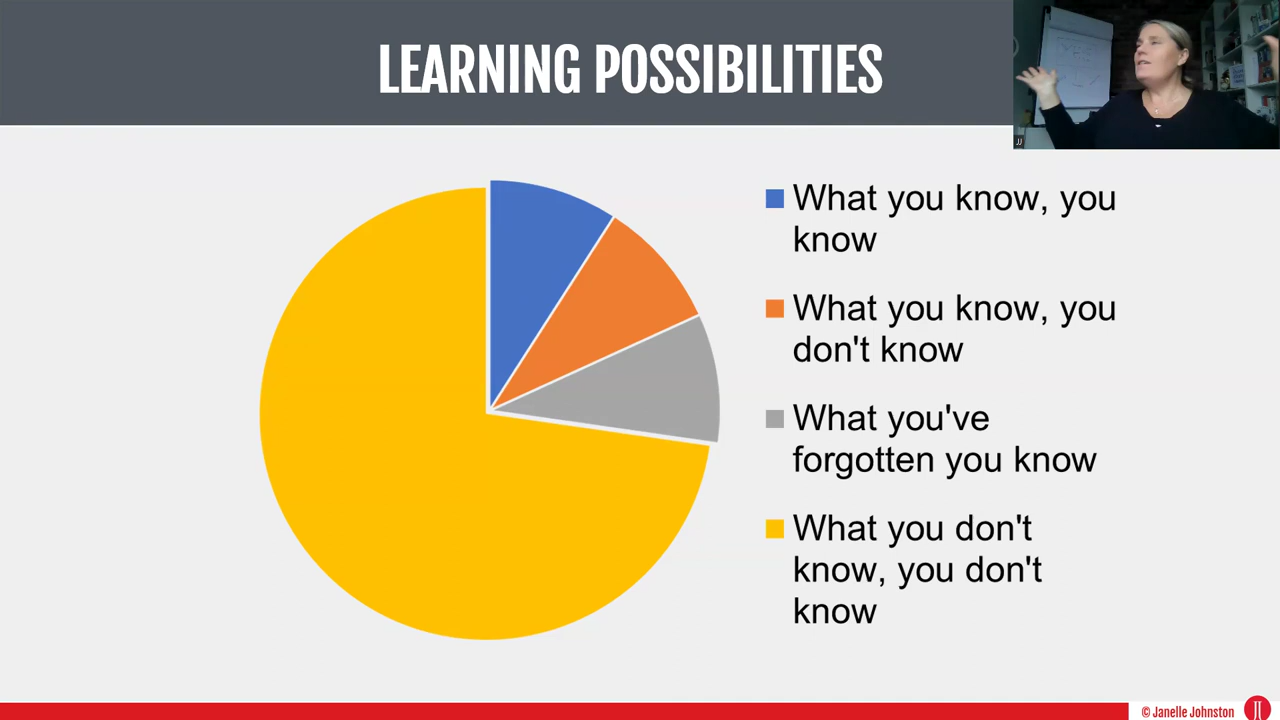 LEARNING POSSIBILITIES
JJ
What you know, you
know
What you know, you
don't know
What you've
forgotten you know
What you don't
know, you don't
know
© Janelle Johnston